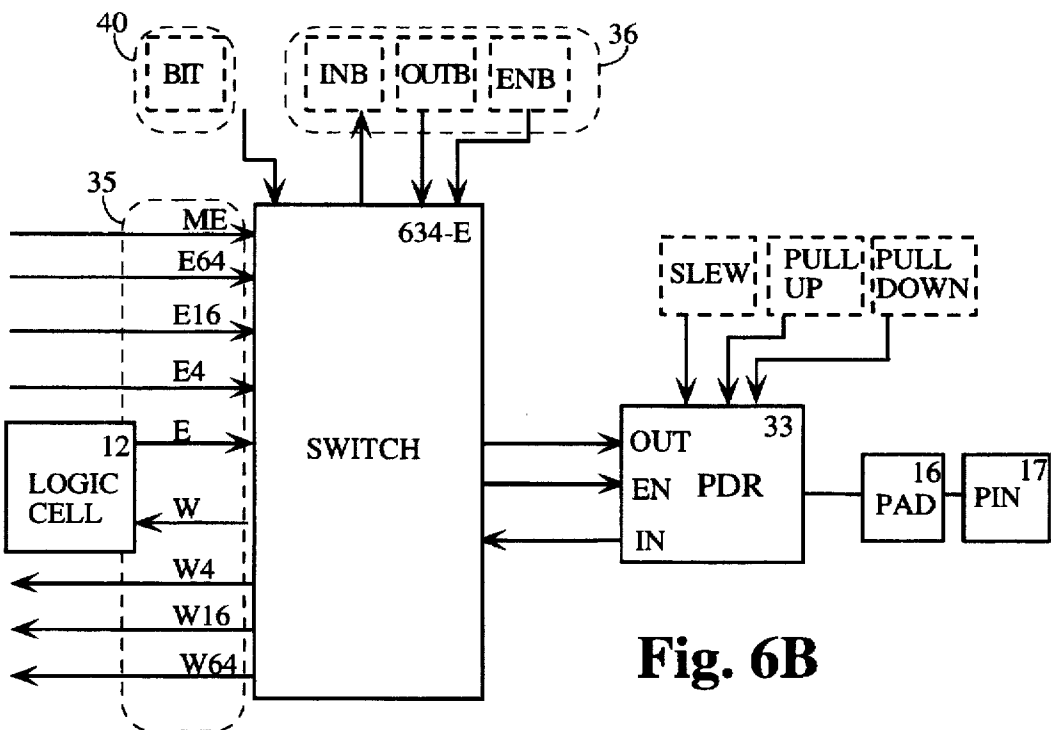 40
BIT
INB
OUTB
ENB
36
35
ME
634-E
E64
E16
E4
E
12
LOGIC
CELL
W
W4
W16
W64
SWITCH
SLEW
PULL
UP
PULL
DOWN
33
OUT
EN
PDR
IN
16
PAD
17
PIN
Fig. 6B